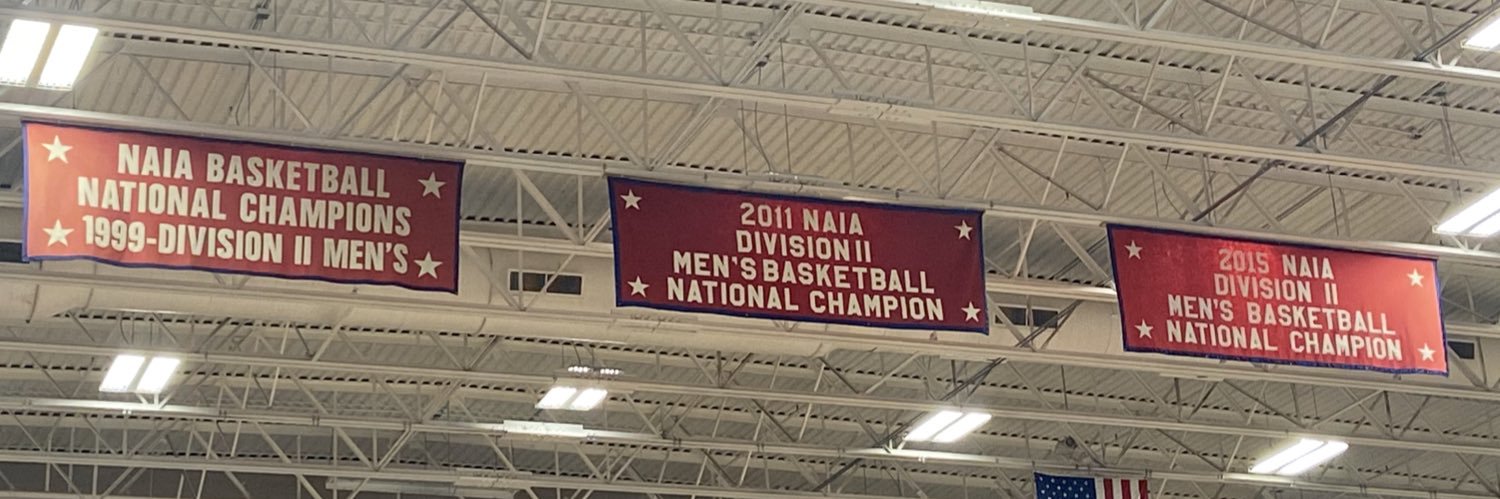 NAIA BASKETBALL
NATIONAL CHAMPIONS
1999-DIVISION II MEN'S
2011 NAIA
DIVISION II
MEN'S BASKETBALL
NATIONAL CHAMPION
2015 NAIA
DIVISION II
MEN'S BASKETBALL
NATIONAL CHAMPION